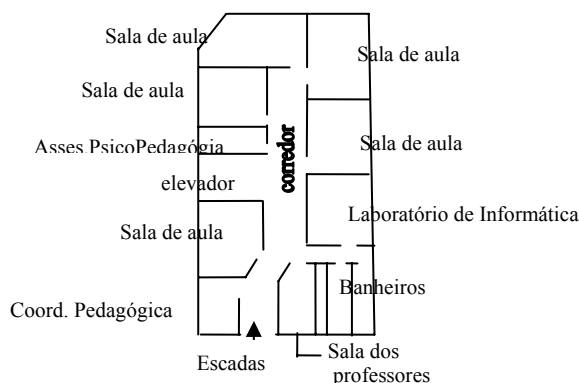 Sala de aula
Sala de aula
Sala de aula
Asses PsicoPedagógia
corredor
Sala de aula
elevador
Laboratório de Informática
Sala de aula
Banheiros
Coord. Pedagógica
Escadas
Sala dos
professores